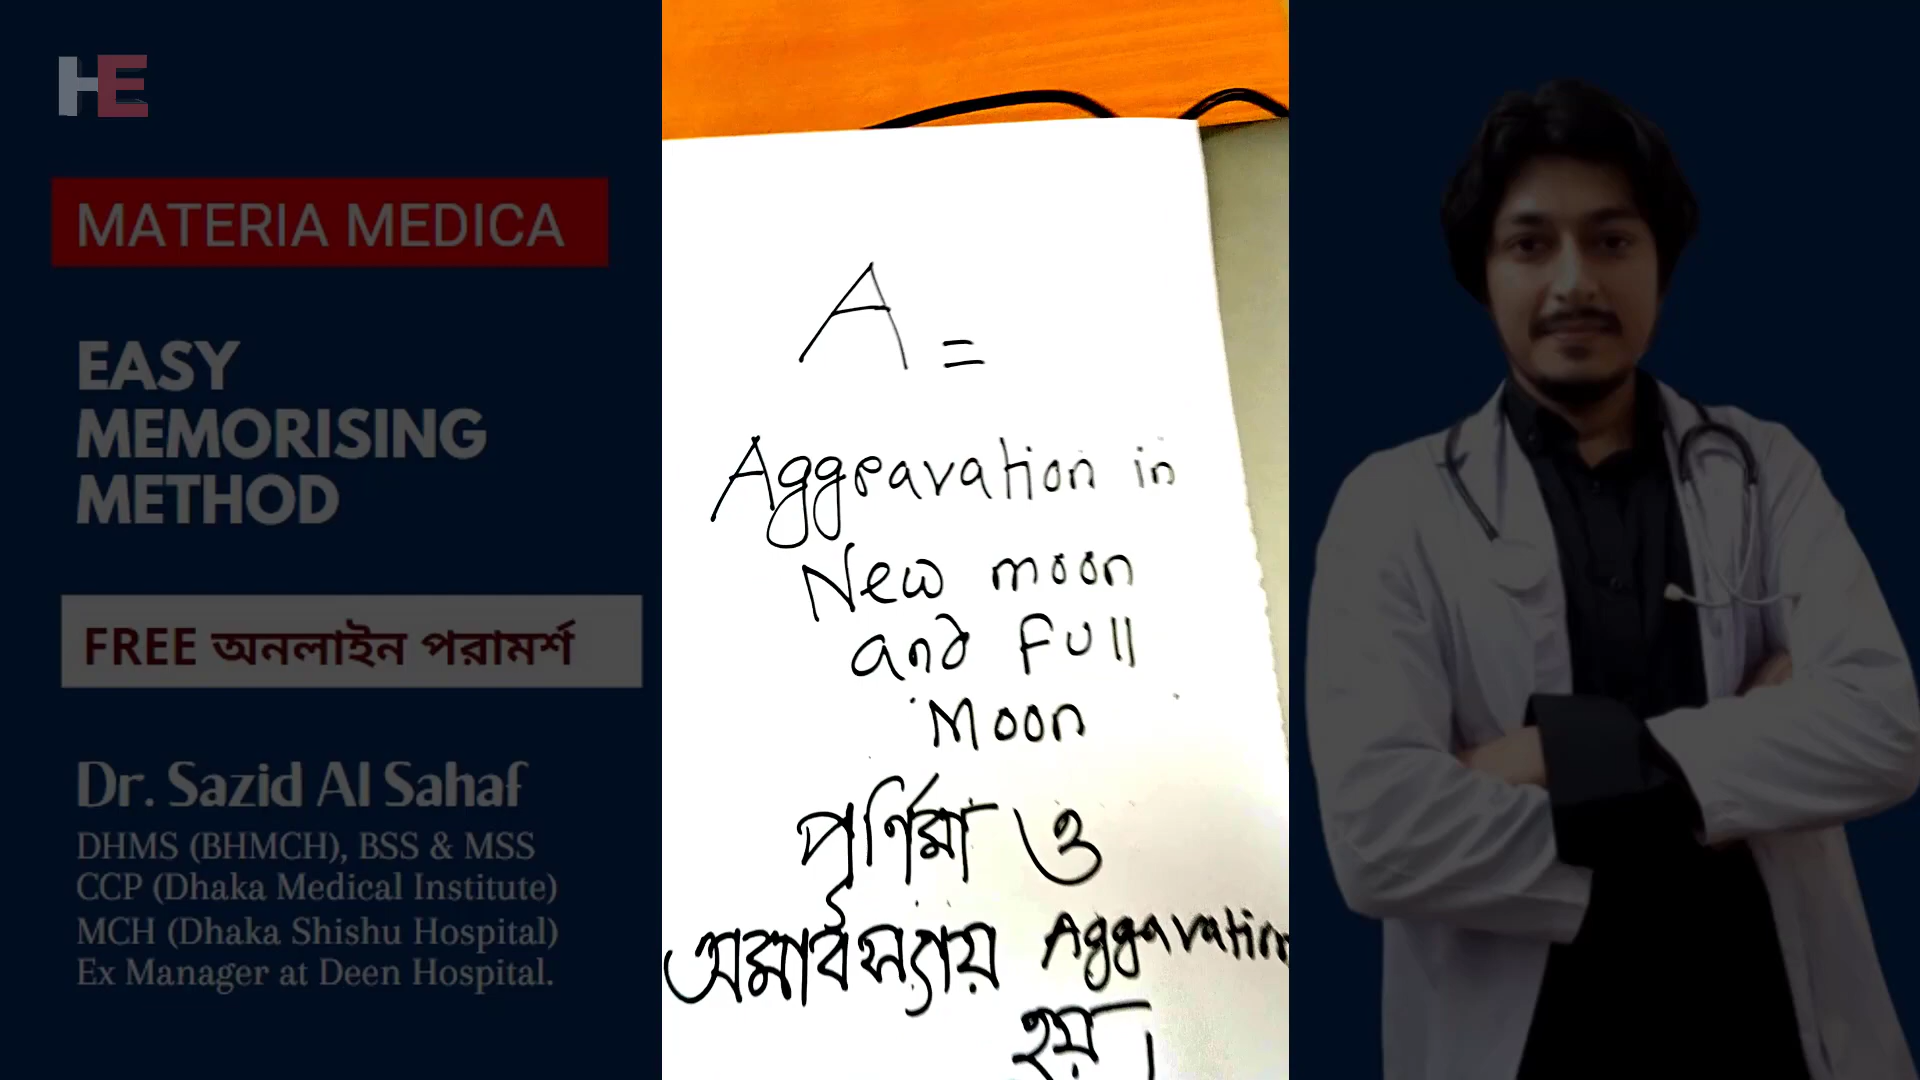 HE
MATERIA MEDICA
EASY
MEMORISING
METHOD
FREE অনলাইন পরামর্শ
Dr. Sazid Al Sahaf
DHMS (BHMCH), BSS & MSS
CCP (Dhaka Medical Institute)
MCH (Dhaka Shishu Hospital)
Ex Manager at Deen Hospital.
A =
Aggravation in
New moon
and Full
Moon
পূর্ণিমা ও
অমাবস্যায় Aggavation
হয়।